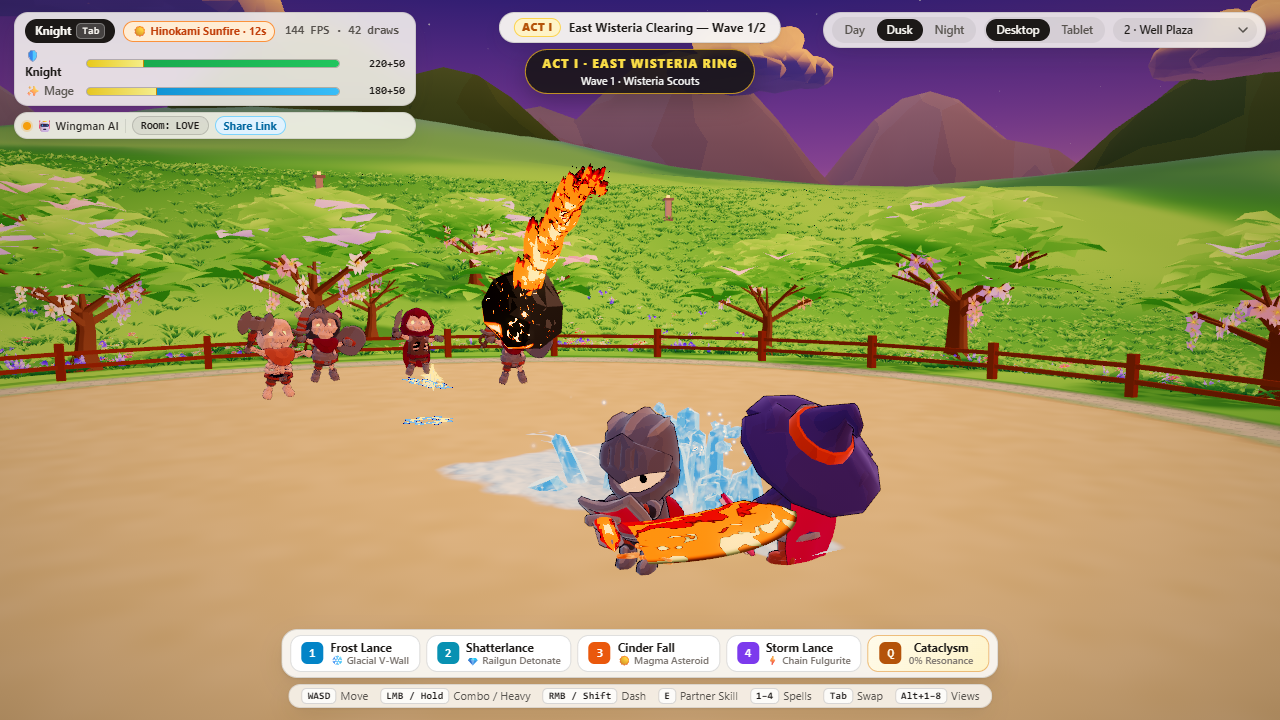 Knight Tab Hinokami Sunfire · 12s 144 FPS · 42 draws
Knight 220+50
Mage 180+50
Wingman AI Room: LOVE Share Link
ACT I East Wisteria Clearing — Wave 1/2
ACT I · EAST WISTERIA RING
Wave 1 · Wisteria Scouts
Day Dusk Night Desktop Tablet 2 · Well Plaza
1 Frost Lance
Glacial V-Wall
2 Shatterlance
Railgun Detonate
3 Cinder Fall
Magma Asteroid
4 Storm Lance
Chain Fulgurite
Q Cataclysm
0% Resonance
WASD Move LMB / Hold Combo / Heavy RMB / Shift Dash E Partner Skill 1–4 Spells Tab Swap Alt+1–8 Views